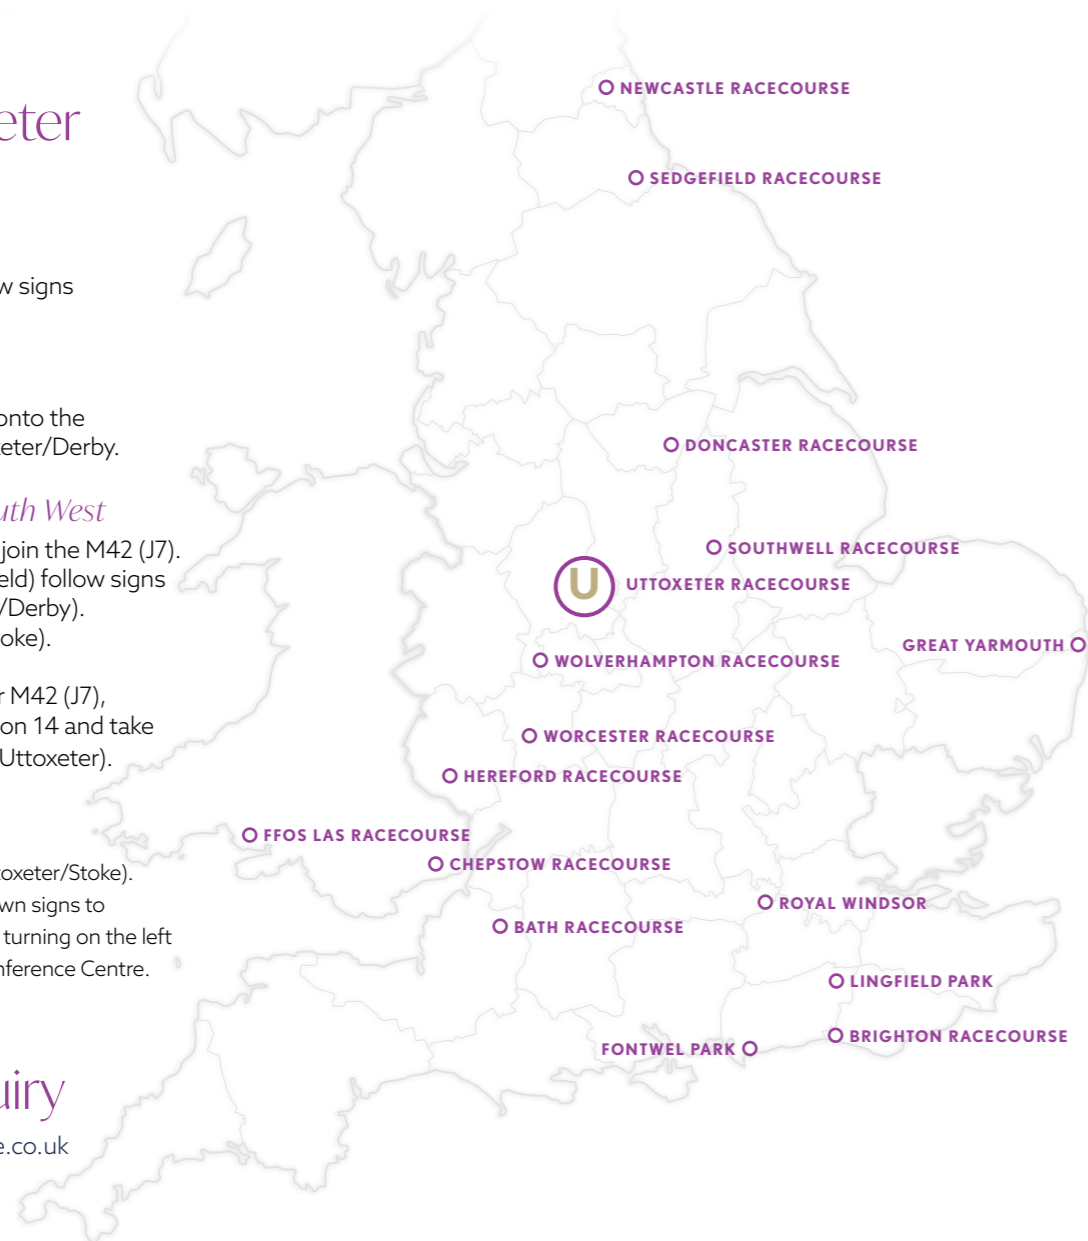 eter
w signs
onto the
eter/Derby.
uth West
join the M42 (J7).
eld) follow signs
/Derby).
oke).
r M42 (J7),
on 14 and take
Uttoxeter).
toxeter/Stoke).
wn signs to
turning on the left
nference Centre.
uiry
e.co.uk
NEWCASTLE RACECOURSE
SEDGEFIELD RACECOURSE
DONCASTER RACECOURSE
SOUTHWELL RACECOURSE
U
UTTOXETER RACECOURSE
GREAT YARMOUTH
WOLVERHAMPTON RACECOURSE
WORCESTER RACECOURSE
HEREFORD RACECOURSE
FFOS LAS RACECOURSE
CHEPSTOW RACECOURSE
ROYAL WINDSOR
BATH RACECOURSE
LINGFIELD PARK
BRIGHTON RACECOURSE
FONTWEL PARK